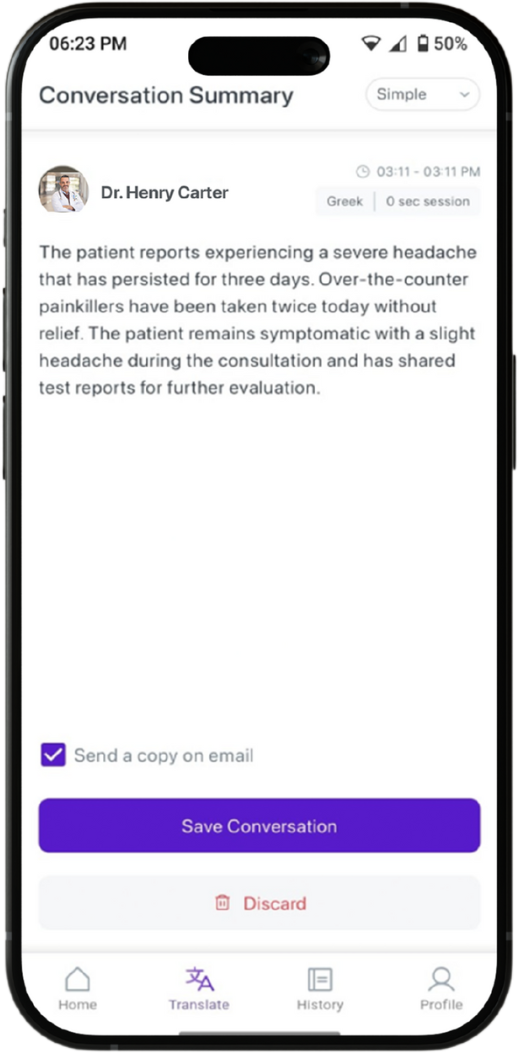 06:23 PM
50%
Conversation Summary
Simple
Dr. Henry Carter
03:11 - 03:11 PM
Greek
0 sec session
The patient reports experiencing a severe headache
that has persisted for three days. Over-the-counter
painkillers have been taken twice today without
relief. The patient remains symptomatic with a slight
headache during the consultation and has shared
test reports for further evaluation.
Send a copy on email
Save Conversation
Discard
Home
Translate
History
Profile